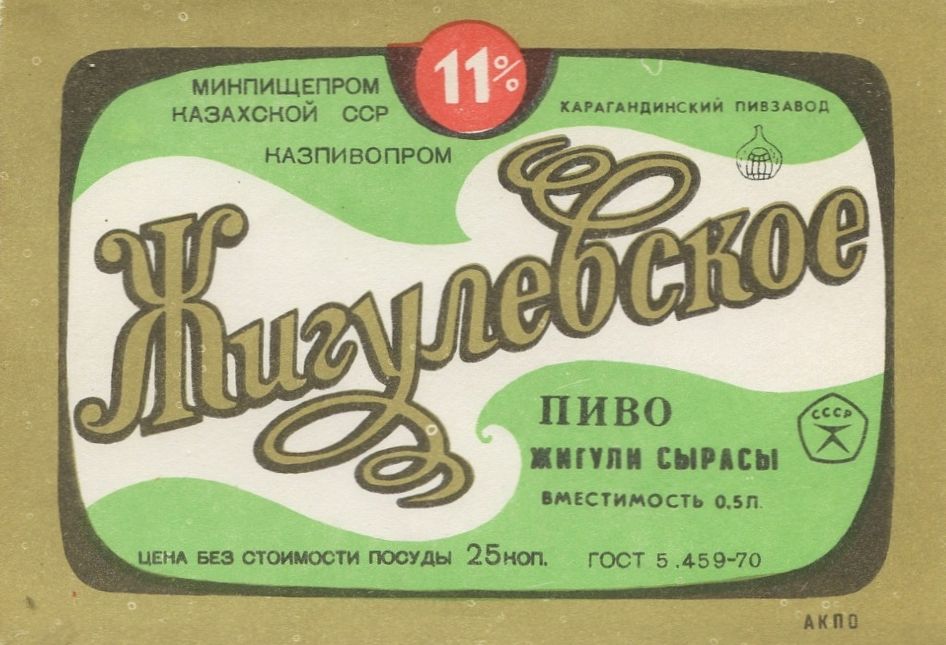 11%
МИНПИЩЕПРОМ
КАЗАХСКОЙ ССР
КАЗПИВОПРОМ
КАРАГАНДИНСКИЙ ПИВЗАВОД
Жигулевское
ПИВО
ЖИГУЛИ СЫРАСЫ
ВМЕСТИМОСТЬ 0,5Л.
СССР
ЦЕНА БЕЗ СТОИМОСТИ ПОСУДЫ 25 КОП.
ГОСТ 5.459-70
АКПО